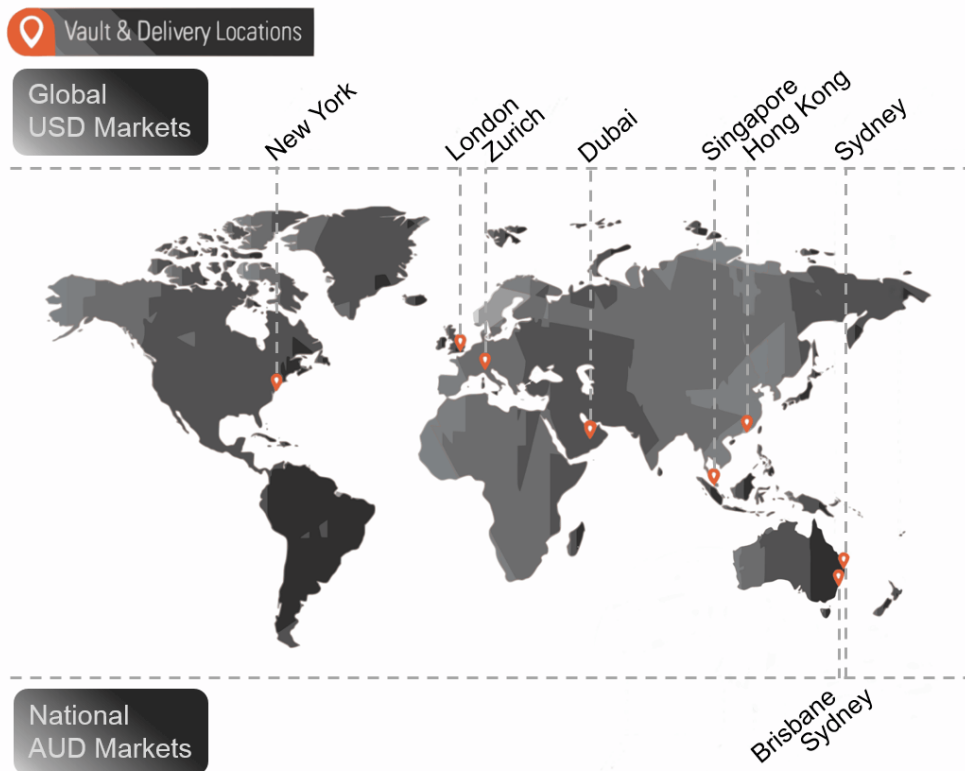 Vault & Delivery Locations
Global
USD Markets
New York
London
Zurich
Dubai
Singapore
Hong Kong
Sydney
National
AUD Markets
Brisbane
Sydney